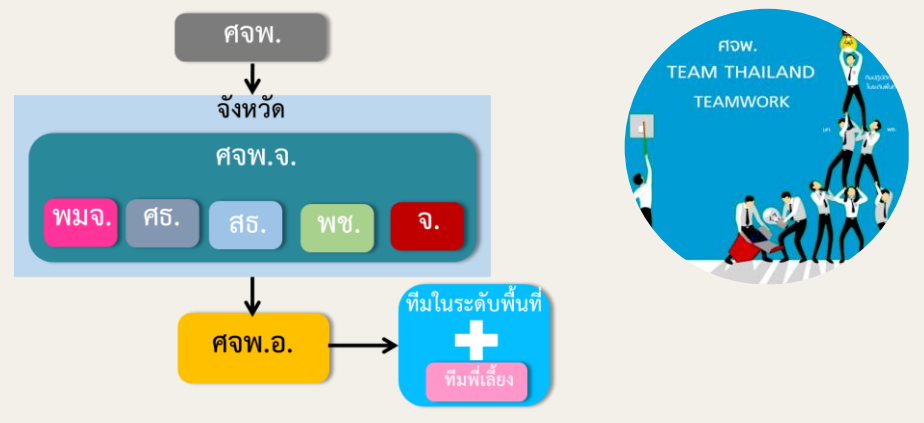 ศจพ.
จังหวัด
ศจพ.จ.
พมจ. ศธ. สธ. พช. จ.
ศจพ.อ.
ทีมในระดับพื้นที่
ทีมพี่เลี้ยง
ศจพ.
TEAM THAILAND
TEAMWORK